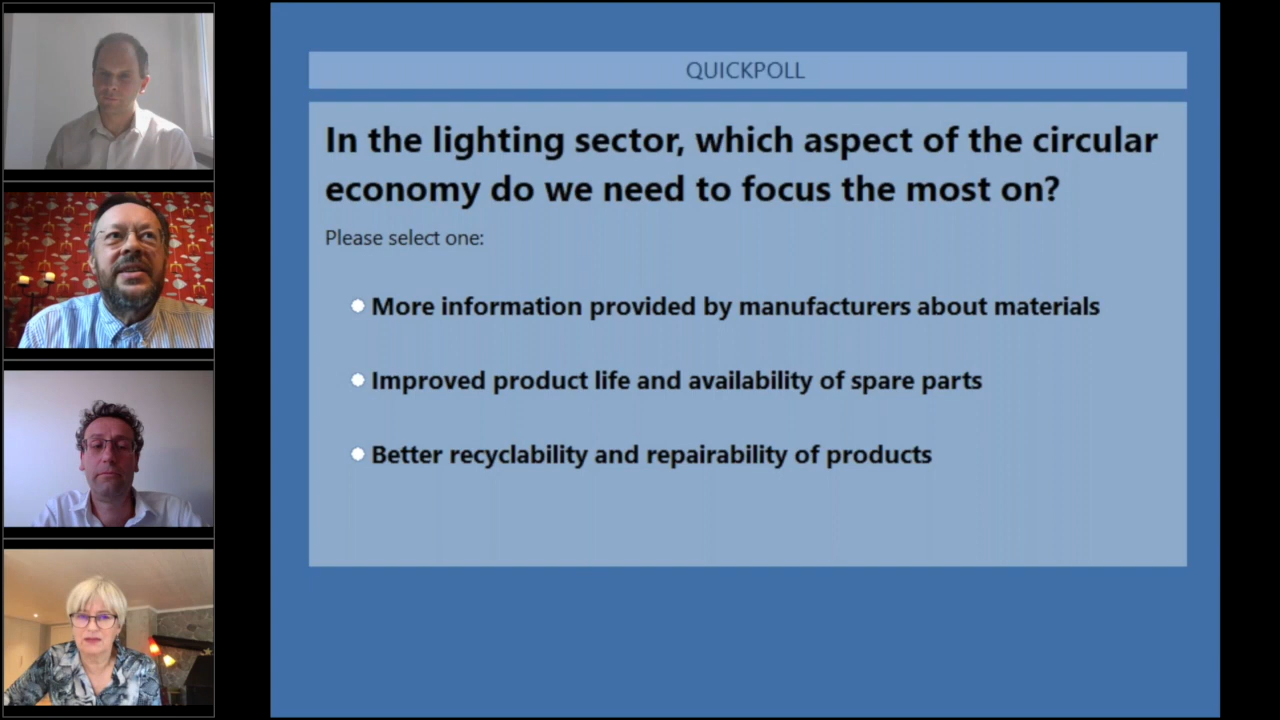 QUICKPOLL
In the lighting sector, which aspect of the circular
economy do we need to focus the most on?
Please select one:
More information provided by manufacturers about materials
Improved product life and availability of spare parts
Better recyclability and repairability of products